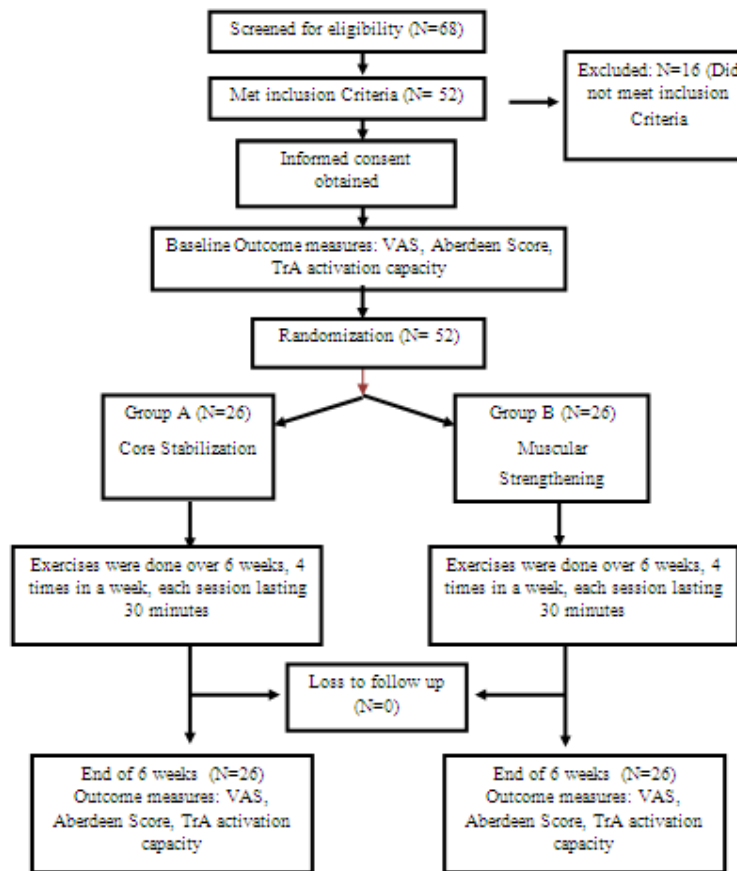 Screened for eligibility (N=68)
Excluded: N=16 (Did
not meet inclusion
Criteria
Met inclusion Criteria (N= 52)
Informed consent
obtained
Baseline Outcome measures: VAS, Aberdeen Score,
TrA activation capacity
Randomization (N= 52)
Group A (N=26)
Core Stabilization
Group B (N=26)
Muscular
Strengthening
Exercises were done over 6 weeks, 4
times in a week, each session lasting
30 minutes
Exercises were done over 6 weeks, 4
times in a week, each session lasting
30 minutes
Loss to follow up
(N=0)
End of 6 weeks (N=26)
Outcome measures: VAS,
Aberdeen Score, TrA activation
capacity
End of 6 weeks (N=26)
Outcome measures: VAS,
Aberdeen Score, TrA activation
capacity